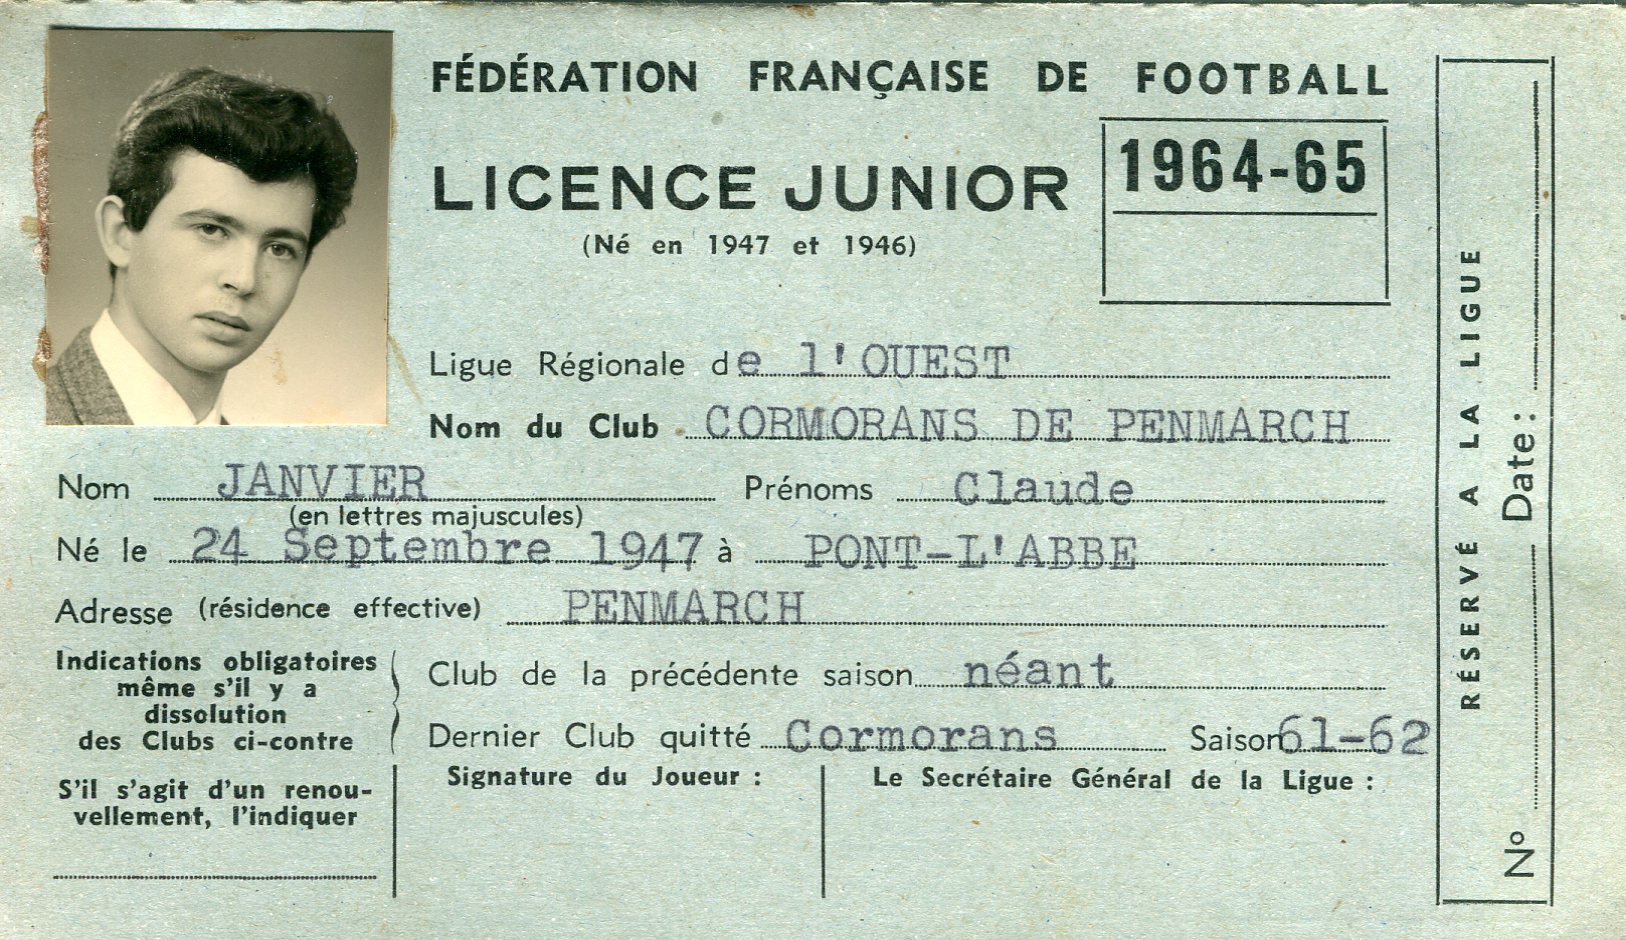 FÉDÉRATION FRANÇAISE DE FOOTBALL
LICENCE JUNIOR
1964-65
(Né en 1947 et 1946)
Ligue Régionale de l'OUEST
Nom du Club CORMORANS DE PENMARCH
Nom JANVIER Prénoms Claude
(en lettres majuscules)
Né le 24 Septembre 1947 à PONT-L'ABBE
Adresse (résidence effective) PENMARCH
Indications obligatoires
même s'il y a
dissolution
des Clubs ci-contre
Club de la précédente saison néant
Dernier Club quitté Cormorans Saison 61-62
S'il s'agit d'un renou-
vellement, l'indiquer
Signature du Joueur :
Le Secrétaire Général de la Ligue :
RÉSERVÉ A LA LIGUE
N° Date :